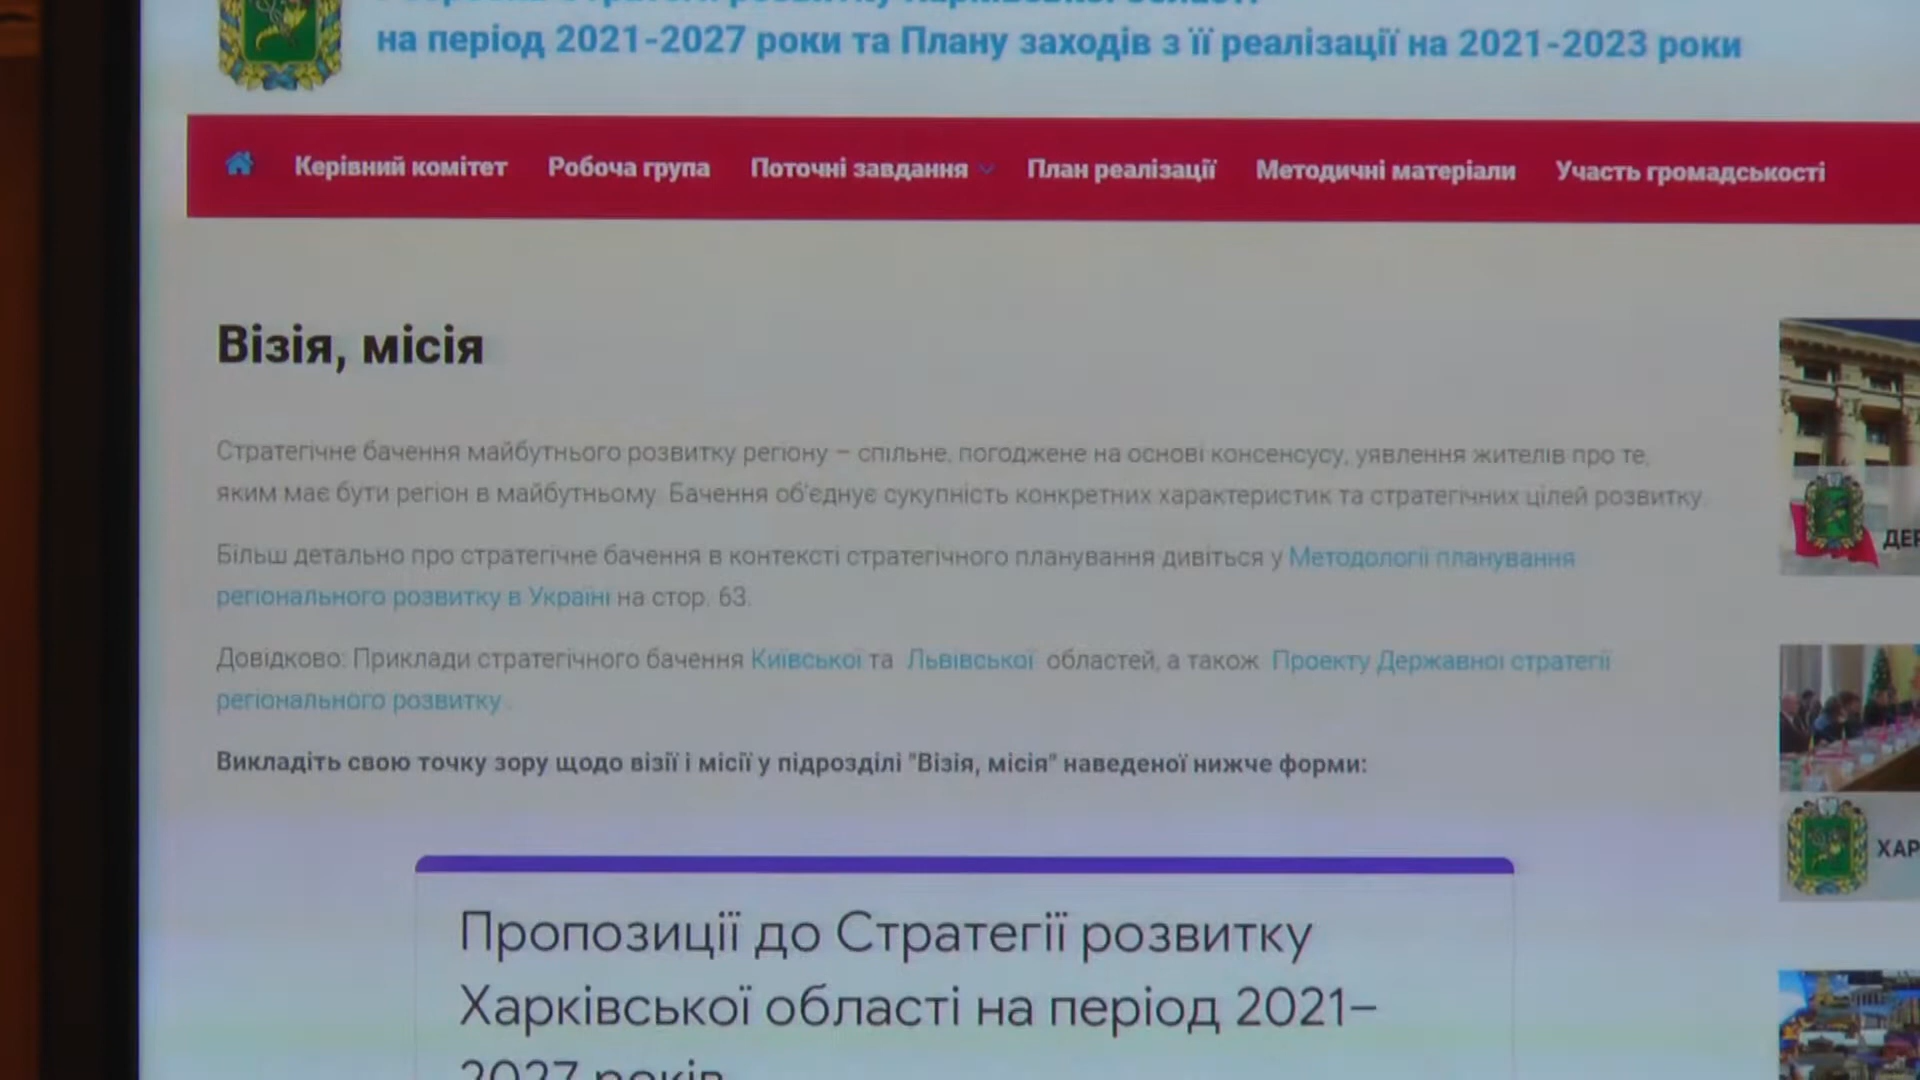 на період 2021-2027 роки та Плану заходів з її реалізації на 2021-2023 роки
Керівний комітет Робоча група Поточні завдання План реалізації Методичні матеріали Участь громадськості
Візія, місія
Стратегічне бачення майбутнього розвитку регіону – спільне, погоджене на основі консенсусу, уявлення жителів про те,
яким має бути регіон в майбутньому. Бачення об'єднує сукупність конкретних характеристик та стратегічних цілей розвитку.
Більш детально про стратегічне бачення в контексті стратегічного планування дивіться у Методології планування
регіонального розвитку в Україні на стор. 63.
Довідково: Приклади стратегічного бачення Київської та Львівської областей, а також Проекту Державної стратегії
регіонального розвитку .
Викладіть свою точку зору щодо візії і місії у підрозділі "Візія, місія" наведеної нижче форми:
Пропозиції до Стратегії розвитку
Харківської області на період 2021–
2027 років
ДЕР
ХАР